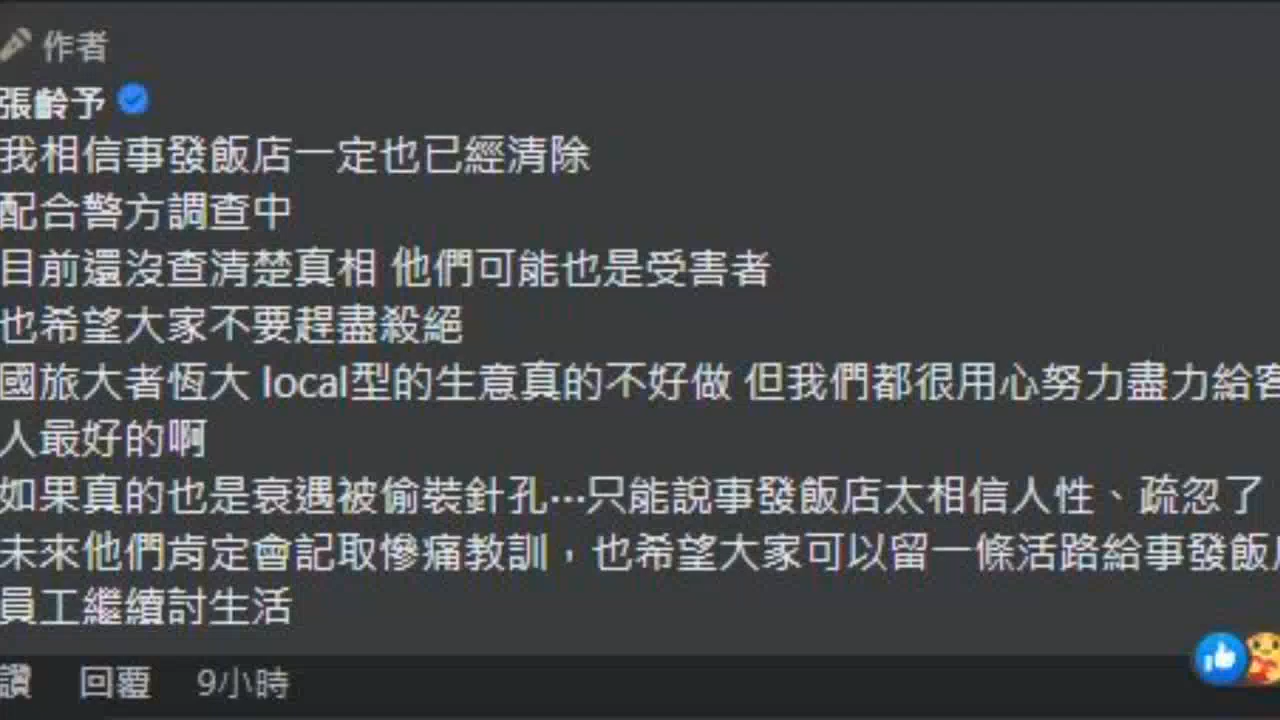 作者
張齡予
我相信事發飯店一定也已經清除
配合警方調查中
目前還沒查清楚真相 他們可能也是受害者
也希望大家不要趕盡殺絕
國旅大者恆大 local型的生意真的不好做 但我們都很用心努力盡力給客
人最好的啊
如果真的也是衰遇被偷裝針孔…只能說事發飯店太相信人性、疏忽了
未來他們肯定會記取慘痛教訓，也希望大家可以留一條活路給事發飯店
員工繼續討生活
讚 回覆 9小時